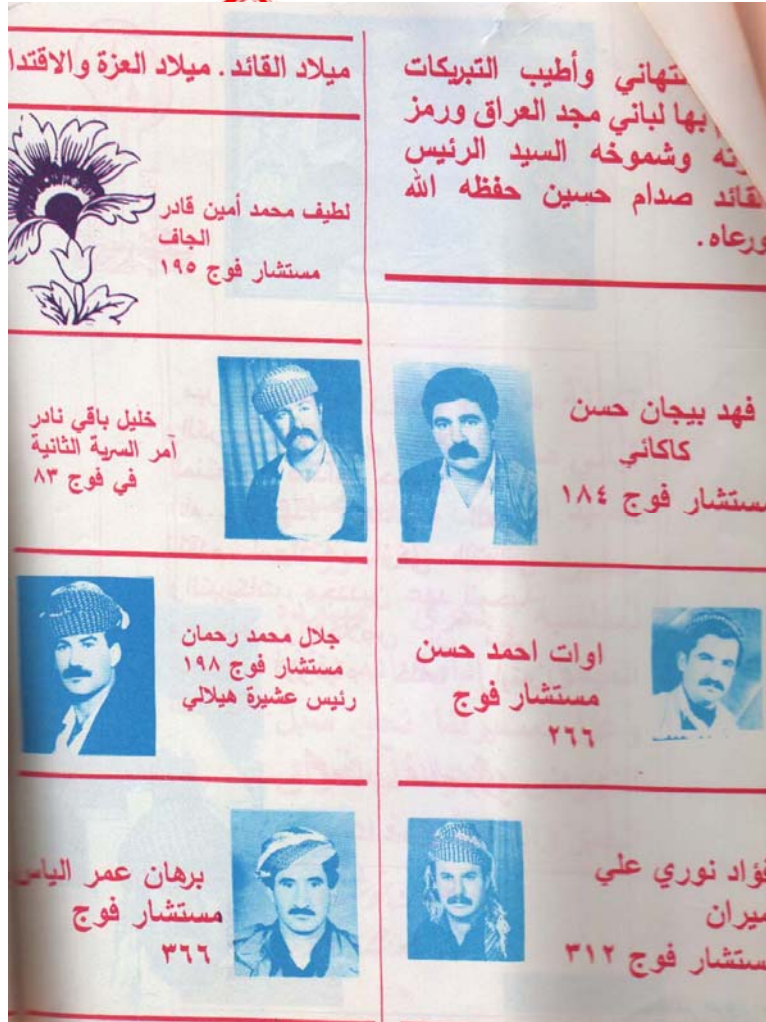 تهاني وأطيب التبريكات
بها لباني مجد العراق ورمز
وشموخه السيد الرئيس
القائد صدام حسين حفظه الله
ورعاه .
فهد بيجان حسن
كاكائي
مستشار فوج ١٨٤
اوات احمد حسن
مستشار فوج
٢٦٦
فؤاد نوري علي
ميران
مستشار فوج ٣١٢
ميلاد القائد . ميلاد العزة والاقتدا
لطيف محمد أمين قادر
الجاف
مستشار فوج ١٩٥
خليل باقي نادر
آمر السرية الثانية
في فوج ٨٣
جلال محمد رحمان
مستشار فوج ١٩٨
رئيس عشيرة هيلالي
برهان عمر الياس
مستشار فوج
٣٦٦